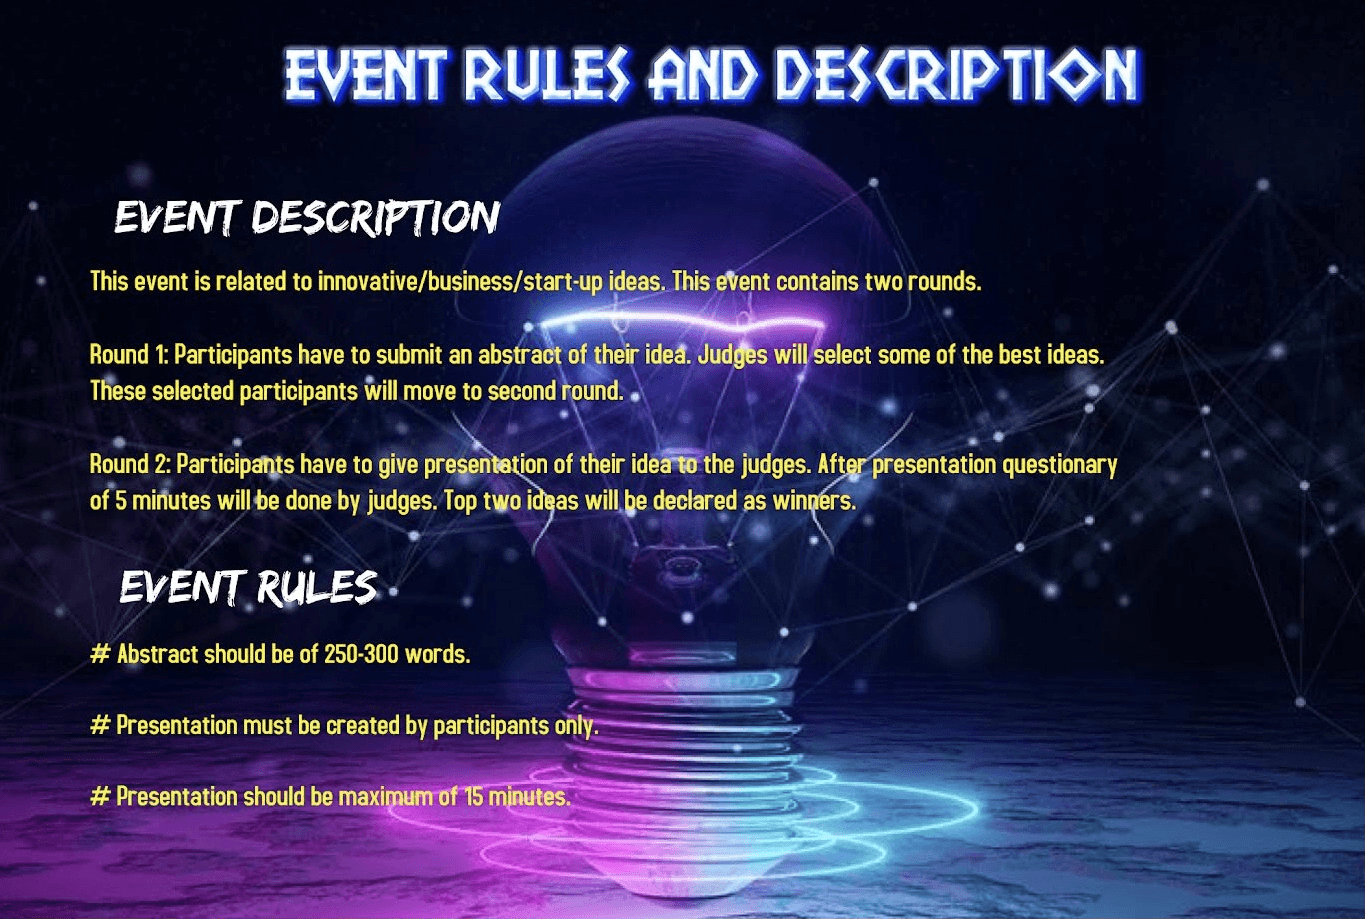 EVENT RULES AND DESCRIPTION
EVENT DESCRIPTION
This event is related to innovative/business/start-up ideas. This event contains two rounds.
Round 1: Participants have to submit an abstract of their idea. Judges will select some of the best ideas.
These selected participants will move to second round.
Round 2: Participants have to give presentation of their idea to the judges. After presentation questionary
of 5 minutes will be done by judges. Top two ideas will be declared as winners.
EVENT RULES
# Abstract should be of 250-300 words.
# Presentation must be created by participants only.
# Presentation should be maximum of 15 minutes.